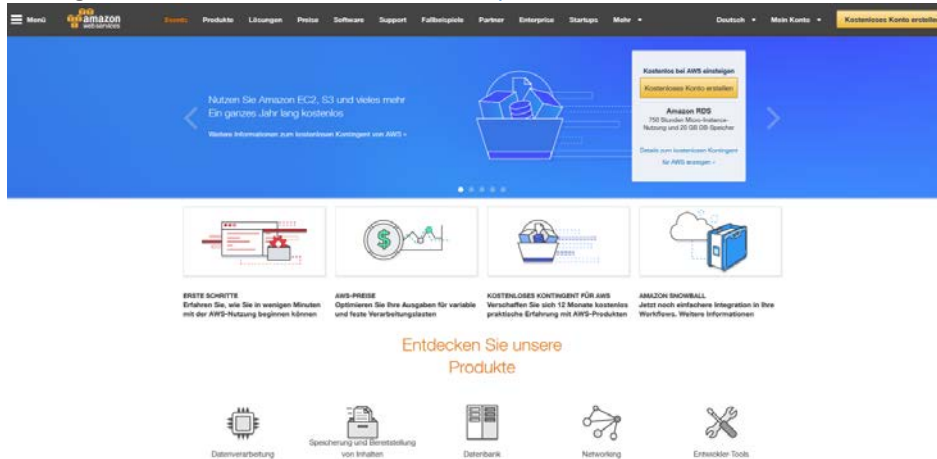 Menü
amazon
webservices
Events Produkte Lösungen Preise Software Support Fallbeispiele Partner Enterprise Startups Mehr
Deutsch Mein Konto Kostenloses Konto erstelle
Nutzen Sie Amazon EC2, S3 und vieles mehr
Ein ganzes Jahr lang kostenlos
Weitere Informationen zum kostenlosen Kontingent von AWS »
Kostenlos bei AWS einsteigen
Kostenloses Konto erstellen
Amazon RDS
750 Stunden Micro-Instance-
Nutzung und 20 GB DB-Speicher
Details zum kostenlosen Kontingent
für AWS anzeigen »
ERSTE SCHRITTE
Erfahren Sie, wie Sie in wenigen Minuten
mit der AWS-Nutzung beginnen können
AWS-PREISE
Optimieren Sie Ihre Ausgaben für variable
und feste Verarbeitungslasten
KOSTENLOSES KONTINGENT FÜR AWS
Verschaffen Sie sich 12 Monate kostenlos
praktische Erfahrung mit AWS-Produkten
AMAZON SNOWBALL
Jetzt noch einfachere Integration in Ihre
Workflows. Weitere Informationen
Entdecken Sie unsere
Produkte
Datenverarbeitung
Speicherung und Bereitstellung
von Inhalten
Datenbank
Networking
Entwickler-Tools